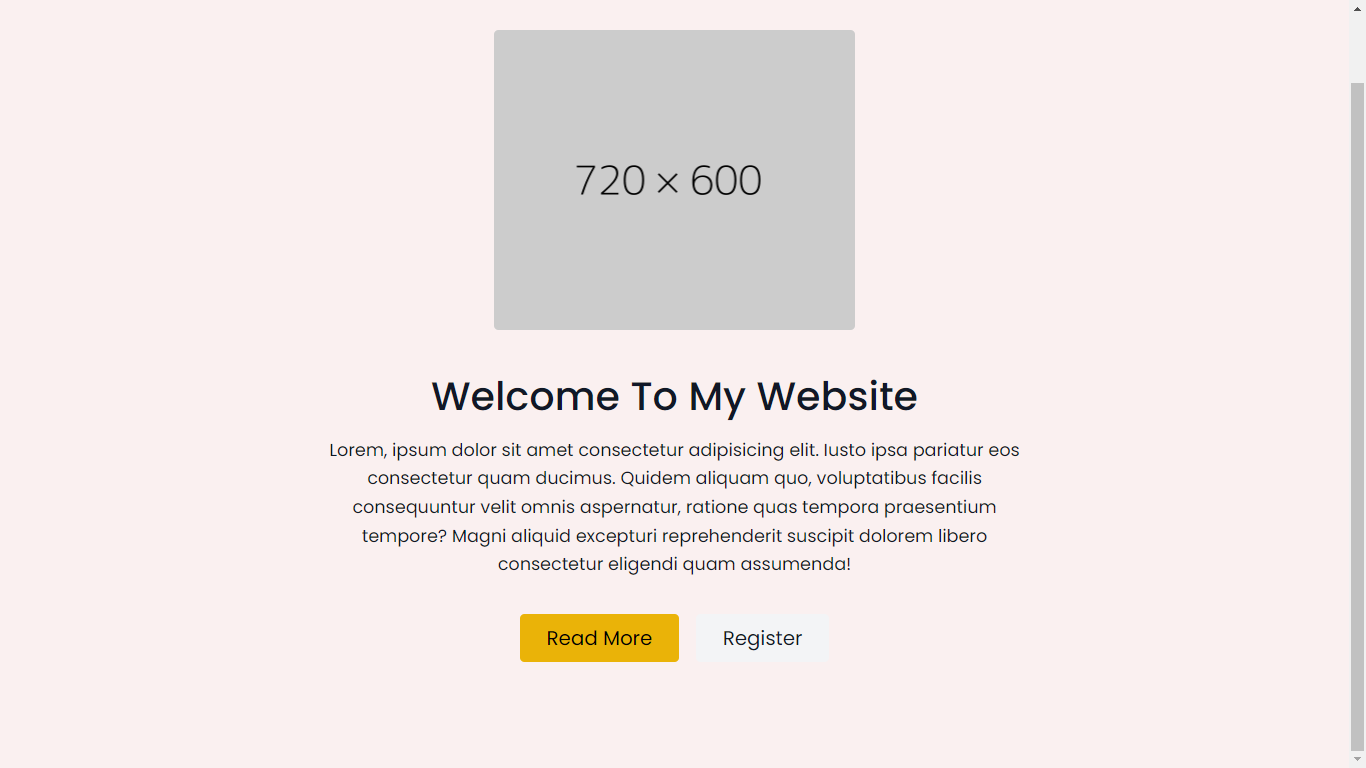 720 × 600
Welcome To My Website
Lorem, ipsum dolor sit amet consectetur adipisicing elit. Iusto ipsa pariatur eos
consectetur quam ducimus. Quidem aliquam quo, voluptatibus facilis
consequuntur velit omnis aspernatur, ratione quas tempora praesentium
tempore? Magni aliquid excepturi reprehenderit suscipit dolorem libero
consectetur eligendi quam assumenda!
Read More
Register